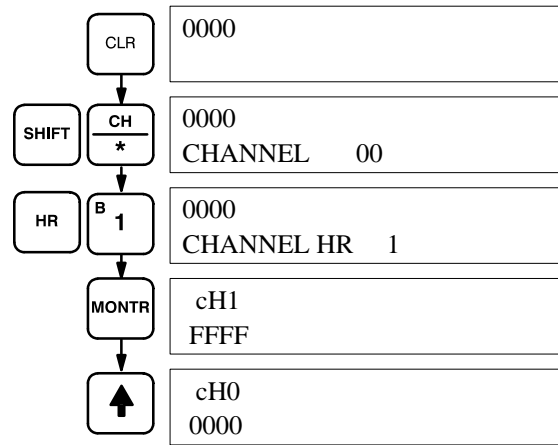 CLR
0000
SHIFT
CH
*
0000
CHANNEL 00
HR
B
1
0000
CHANNEL HR 1
MONTR
cH1
FFFF
cH0
0000